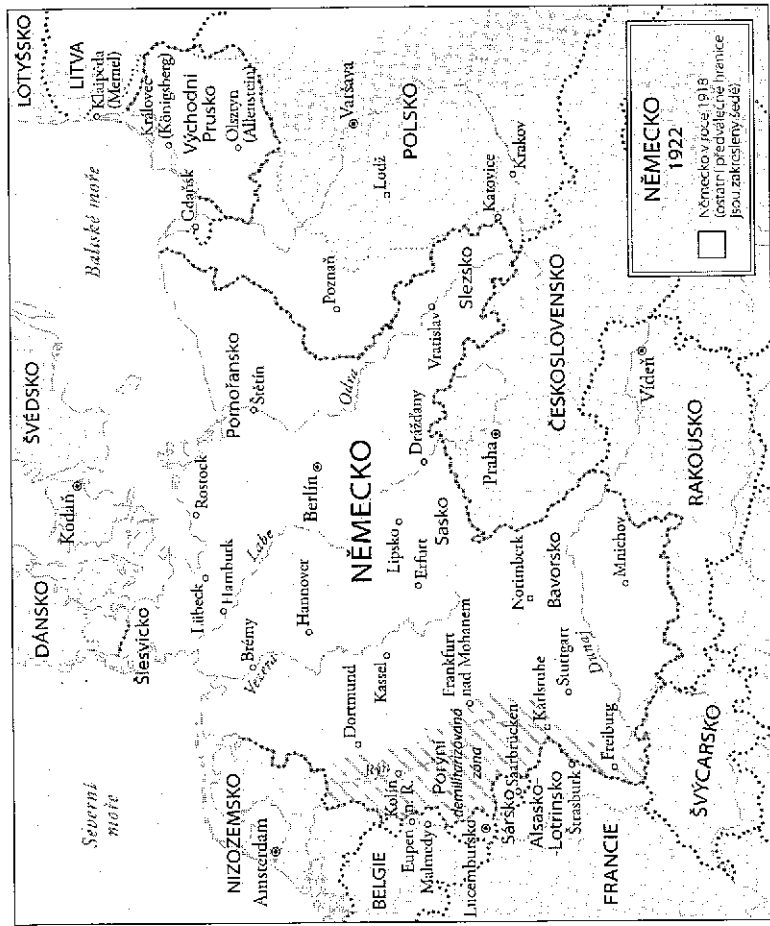 LOTYŠSKO
LITVA
Klaipėda
(Memel)
Baltské moře
ŠVÉDSKO
DÁNSKO
Kodaň
Severní
moře
Královec
(Königsberg)
Východní
Prusko
Olsztyn
(Allenstein)
Gdaňsk
Šlesvicko
Lübeck
Rostock
Hamburk
Pomořansko
Štětín
Brémy
Vezera
Labe
NIZOZEMSKO
Amsterdam
Hannover
Berlín
Odra
Poznaň
Varšava
Lodž
POLSKO
NĚMECKO
Dortmund
Kassel
Lipsko
Erfurt
Drážďany
Sasko
Vratislav
Slezsko
Katovice
Krakov
BELGIE
Kolín
n. R.
Eupen
Malmedy
Porýní
demilitarizovaná
zóna
Frankfurt
nad Mohanem
Lucembursko
Praha
ČESKOSLOVENSKO
Sársko
Saarbrücken
Alsasko-
Lotrinsko
Štrasburk
Karlsruhe
Stuttgart
Norimberk
Bavorsko
Dunaj
Freiburg
Mnichov
Vídeň
FRANCIE
ŠVÝCARSKO
RAKOUSKO
NĚMECKO
1922
Německo v roce 1918
(ostatní předválečné hranice
jsou zakresleny šedě)